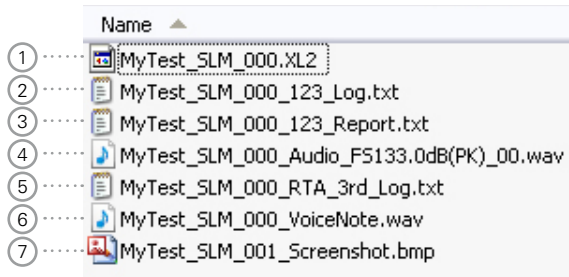 Name
1 MyTest_SLM_000.XL2
2 MyTest_SLM_000_123_Log.txt
3 MyTest_SLM_000_123_Report.txt
4 MyTest_SLM_000_Audio_FS133.0dB(PK)_00.wav
5 MyTest_SLM_000_RTA_3rd_Log.txt
6 MyTest_SLM_000_VoiceNote.wav
7 MyTest_SLM_001_Screenshot.bmp